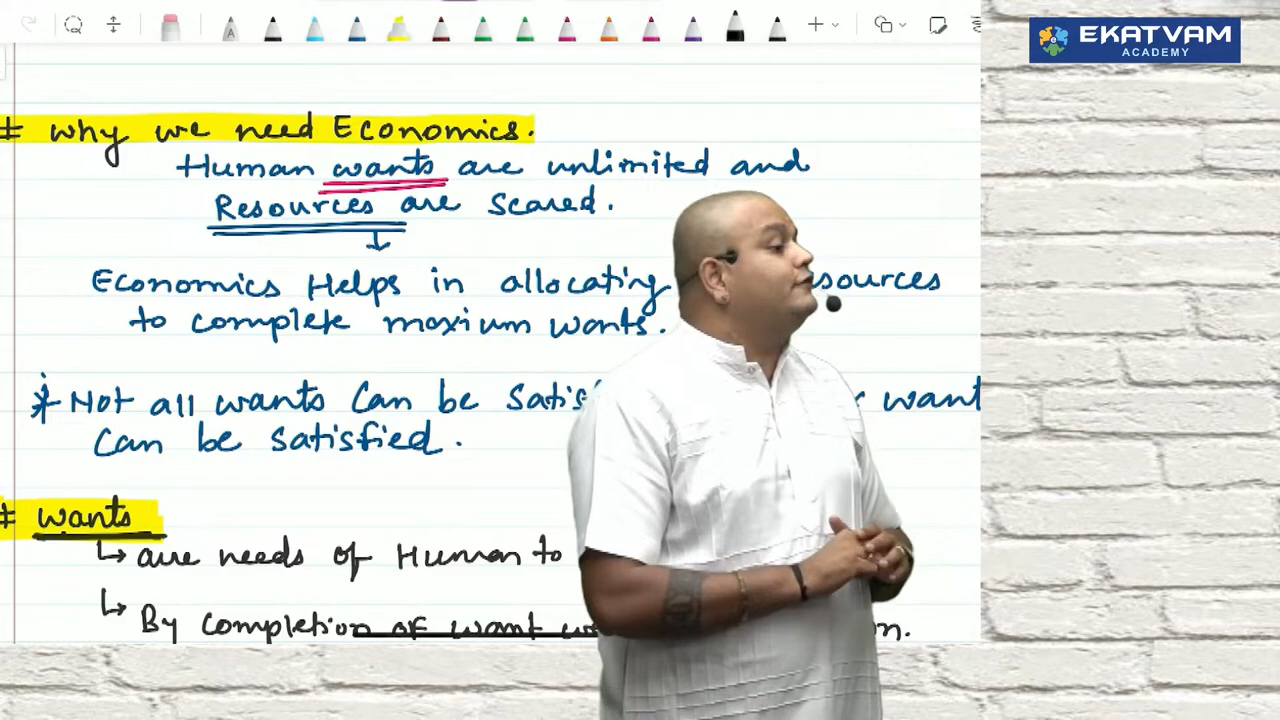 EKATVAM
ACADEMY
# why we need Economics.
Human wants are unlimited and
Resources are scared.
Economics Helps in allocating sources
to complete maxium wants.
* Not all wants Can be Satis want
Can be satisfied.
# wants
↳ are needs of Human to
↳ By completion of want